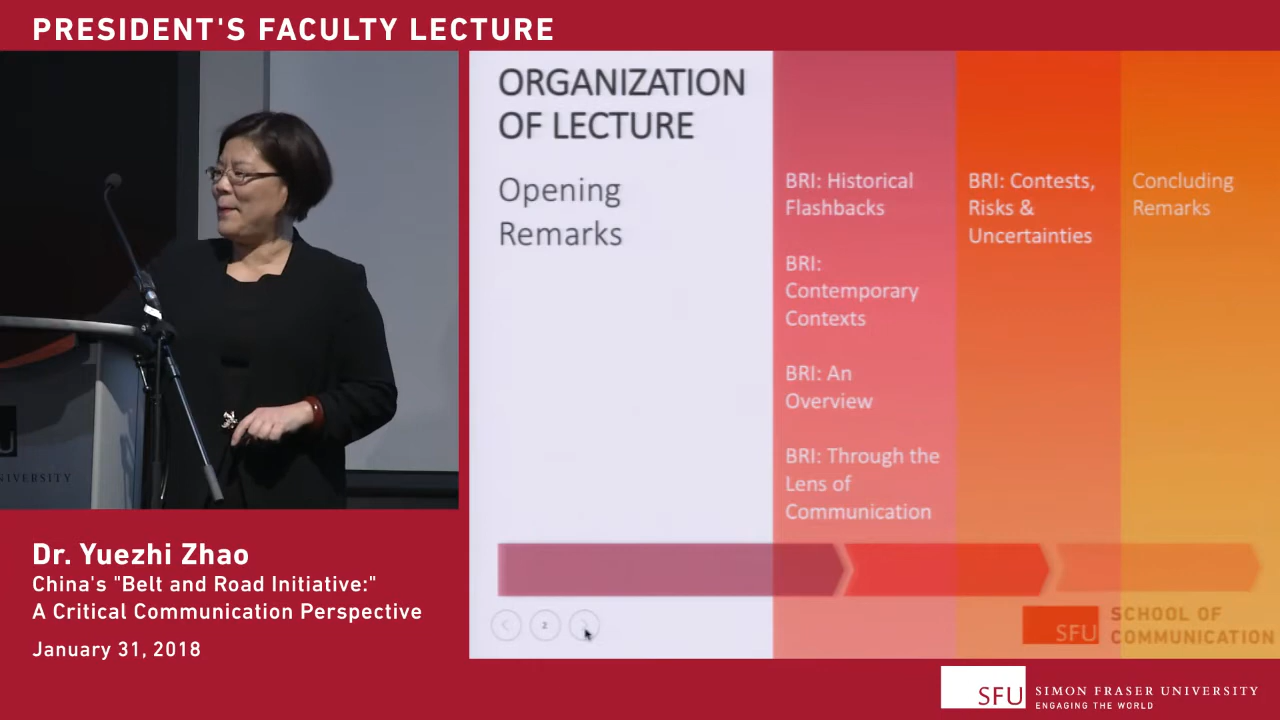 PRESIDENT'S FACULTY LECTURE
ORGANIZATION
OF LECTURE
Opening
Remarks
BRI: Historical
Flashbacks
BRI:
Contemporary
Contexts
BRI: An
Overview
BRI: Through the
Lens of
Communication
BRI: Contests,
Risks &
Uncertainties
Concluding
Remarks
2
SFU
SCHOOL OF
COMMUNICATION
Dr. Yuezhi Zhao
China's "Belt and Road Initiative:"
A Critical Communication Perspective
January 31, 2018
SFU
SIMON FRASER UNIVERSITY
ENGAGING THE WORLD